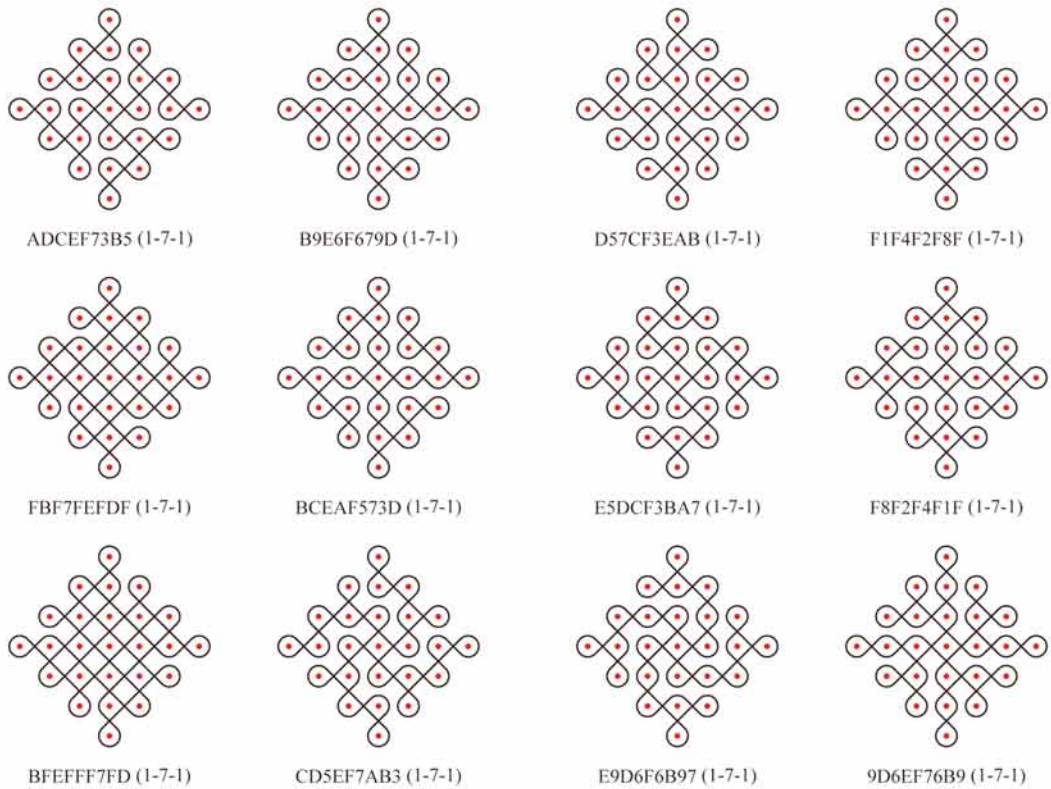 ADCEF73B5 (1-7-1) B9E6F679D (1-7-1) D57CF3EAB (1-7-1) F1F4F2F8F (1-7-1)
FBF7FEFDF (1-7-1) BCEAF573D (1-7-1) E5DCF3BA7 (1-7-1) F8F2F4F1F (1-7-1)
BFEFFF7FD (1-7-1) CD5EF7AB3 (1-7-1) E9D6F6B97 (1-7-1) 9D6EF76B9 (1-7-1)